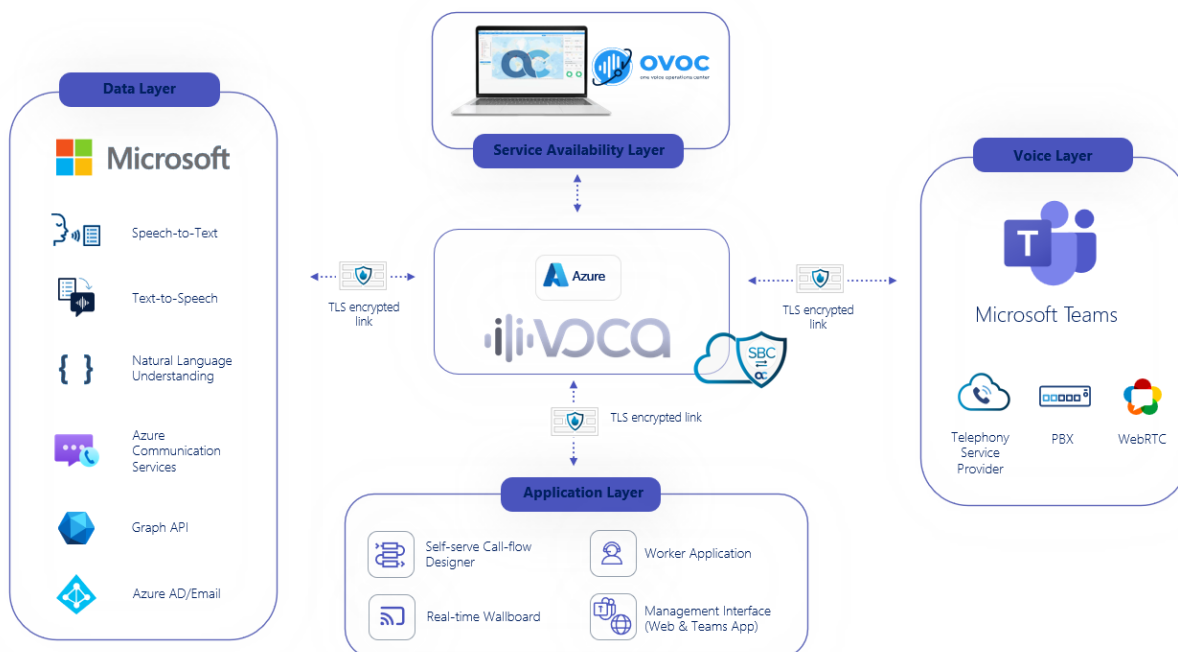 Data Layer
Microsoft
Speech-to-Text
Text-to-Speech
{ }
Natural Language
Understanding
Azure
Communication
Services
Graph API
Azure AD/Email
OVOC
one voice operations center
Service Availability Layer
TLS encrypted
link
Azure
voca
SBC
TLS encrypted
link
TLS encrypted link
Application Layer
Self-serve Call-flow
Designer
Worker Application
Real-time Wallboard
T
Management Interface
(Web & Teams App)
Voice Layer
T
Microsoft Teams
Telephony
Service
Provider
PBX
WebRTC